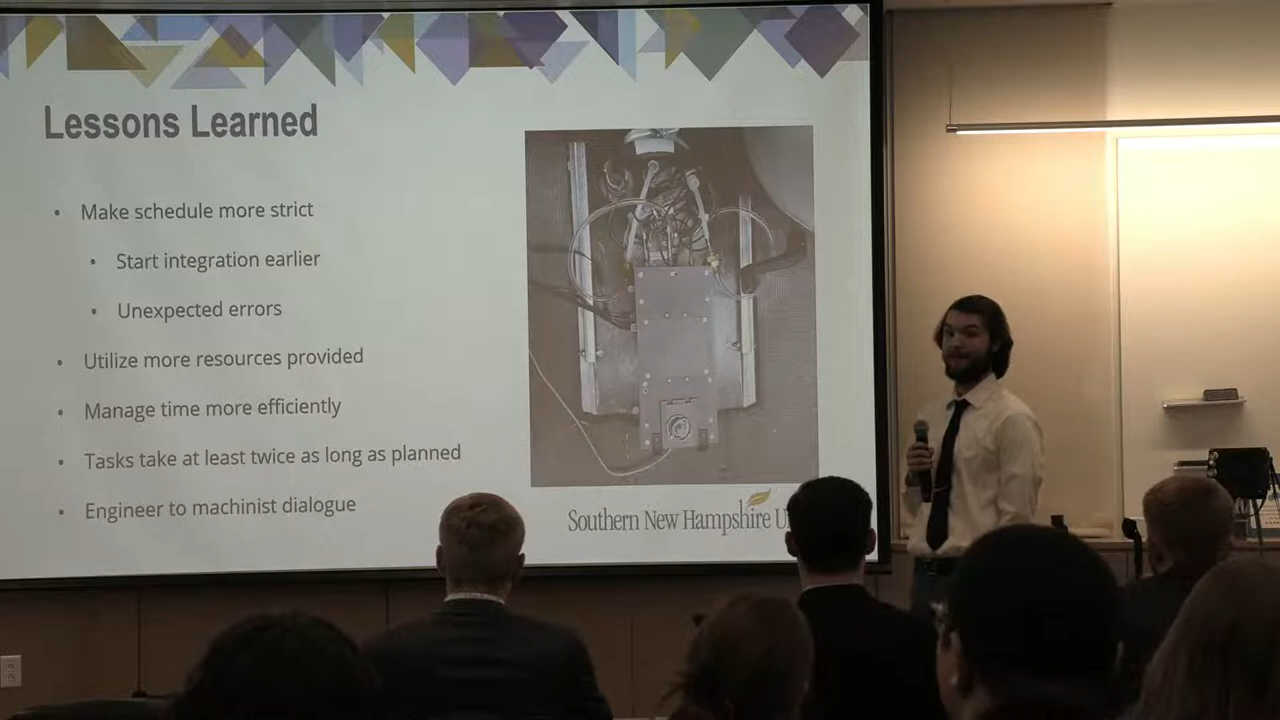 Lessons Learned
• Make schedule more strict
• Start integration earlier
• Unexpected errors
• Utilize more resources provided
• Manage time more efficiently
• Tasks take at least twice as long as planned
• Engineer to machinist dialogue
Southern New Hampshire U